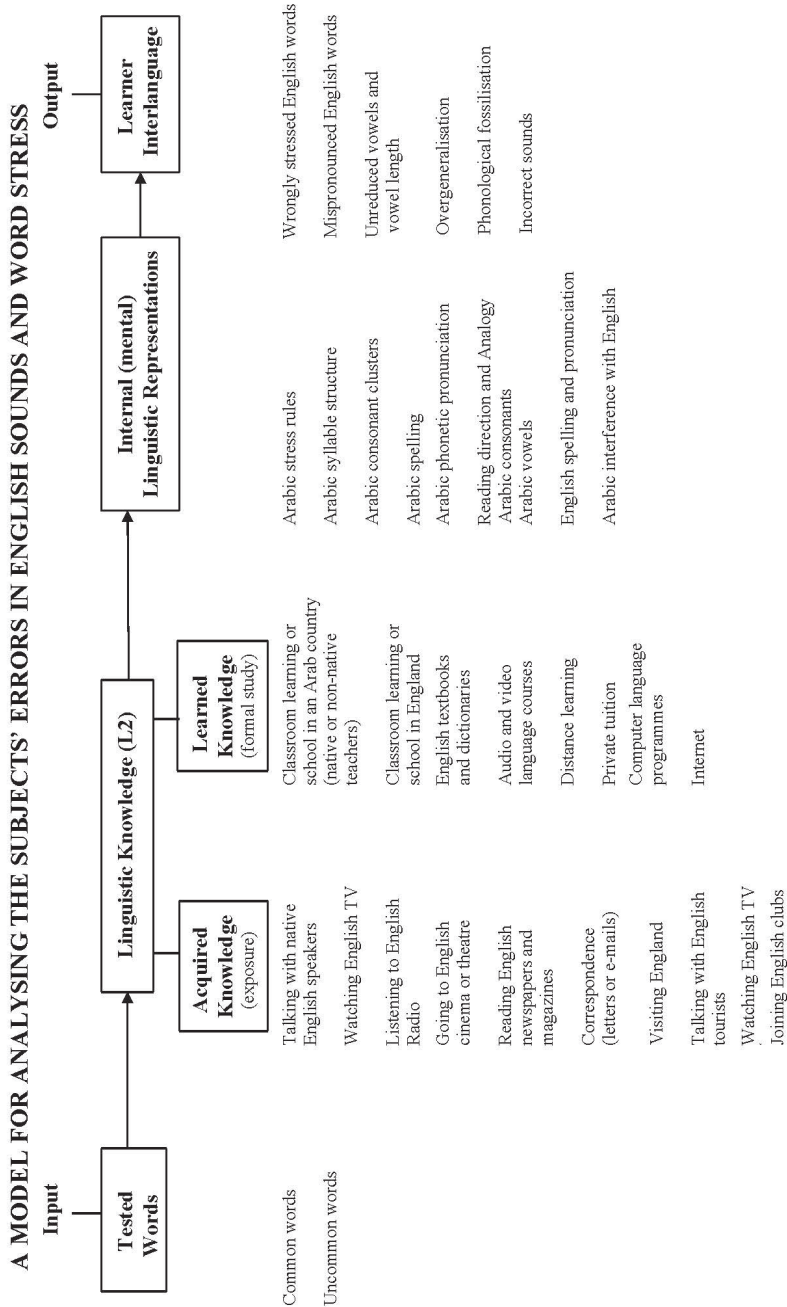 A MODEL FOR ANALYSING THE SUBJECTS' ERRORS IN ENGLISH SOUNDS AND WORD STRESS
Input
Tested
Words
Common words
Uncommon words
Linguistic Knowledge (L2)
Acquired
Knowledge
(exposure)
Talking with native
English speakers
Watching English TV
Listening to English
Radio
Going to English
cinema or theatre
Reading English
newspapers and
magazines
Correspondence
(letters or e-mails)
Visiting England
Talking with English
tourists
Watching English TV
Joining English clubs
Learned
Knowledge
(formal study)
Classroom learning or
school in an Arab country
(native or non-native
teachers)
Classroom learning or
school in England
English textbooks
and dictionaries
Audio and video
language courses
Distance learning
Private tuition
Computer language
programmes
Internet
Internal (mental)
Linguistic Representations
Arabic stress rules
Arabic syllable structure
Arabic consonant clusters
Arabic spelling
Arabic phonetic pronunciation
Reading direction and Analogy
Arabic consonants
Arabic vowels
English spelling and pronunciation
Arabic interference with English
Output
Learner
Interlanguage
Wrongly stressed English words
Mispronounced English words
Unreduced vowels and
vowel length
Overgeneralisation
Phonological fossilisation
Incorrect sounds